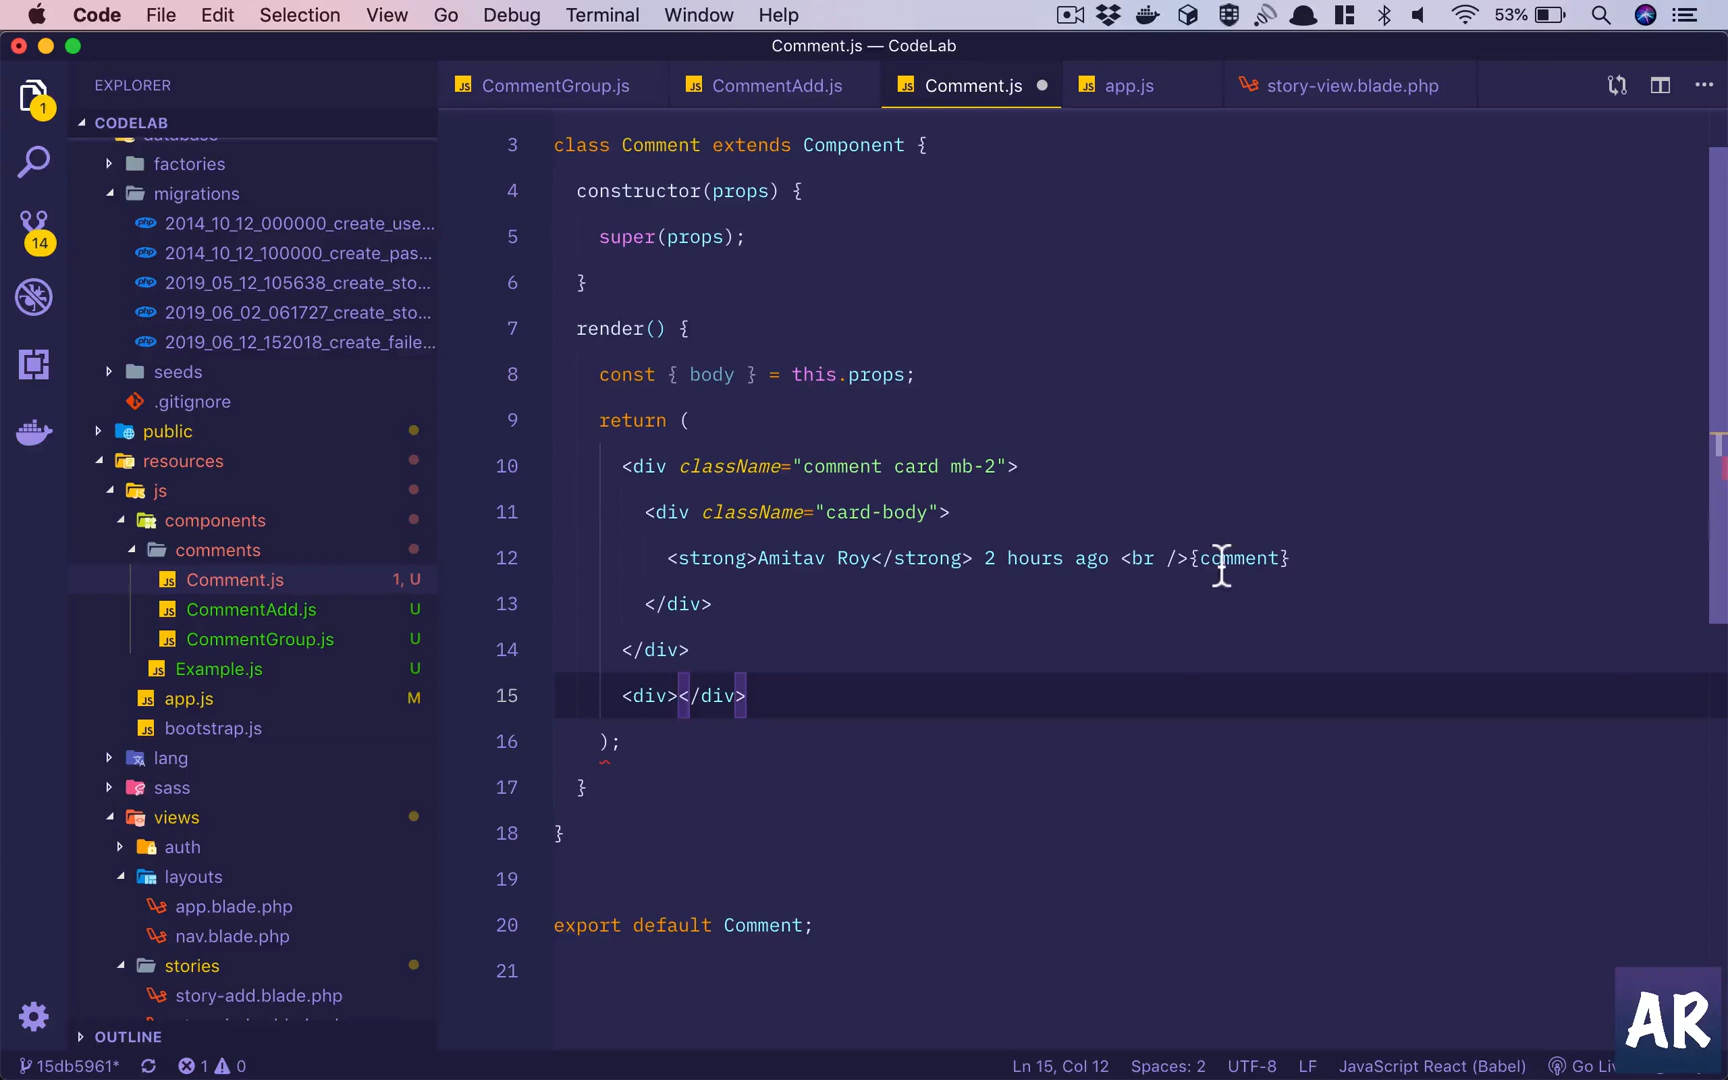 Code File Edit Selection View Go Debug Terminal Window Help 53%
Comment.js — CodeLab
EXPLORER
CommentGroup.js CommentAdd.js Comment.js app.js story-view.blade.php
1
CODELAB
database
factories
migrations
2014_10_12_000000_create_use...
14
2014_10_12_100000_create_pas...
2019_05_12_105638_create_sto...
2019_06_02_061727_create_sto...
2019_06_12_152018_create_faile...
seeds
.gitignore
public
resources
js
components
comments
Comment.js 1, U
CommentAdd.js U
CommentGroup.js U
Example.js U
app.js M
bootstrap.js
lang
sass
views
auth
layouts
app.blade.php
nav.blade.php
stories
story-add.blade.php
OUTLINE
3 class Comment extends Component {
4 constructor(props) {
5 super(props);
6 }
7 render() {
8 const { body } = this.props;
9 return (
10 <div className="comment card mb-2">
11 <div className="card-body">
12 <strong>Amitav Roy</strong> 2 hours ago <br />{comment}
13 </div>
14 </div>
15 <div></div>
16 );
17 }
18 }
19
20 export default Comment;
21
AR
15db5961* 1 0 Ln 15, Col 12 Spaces: 2 UTF-8 LF JavaScript React (Babel) Go Li